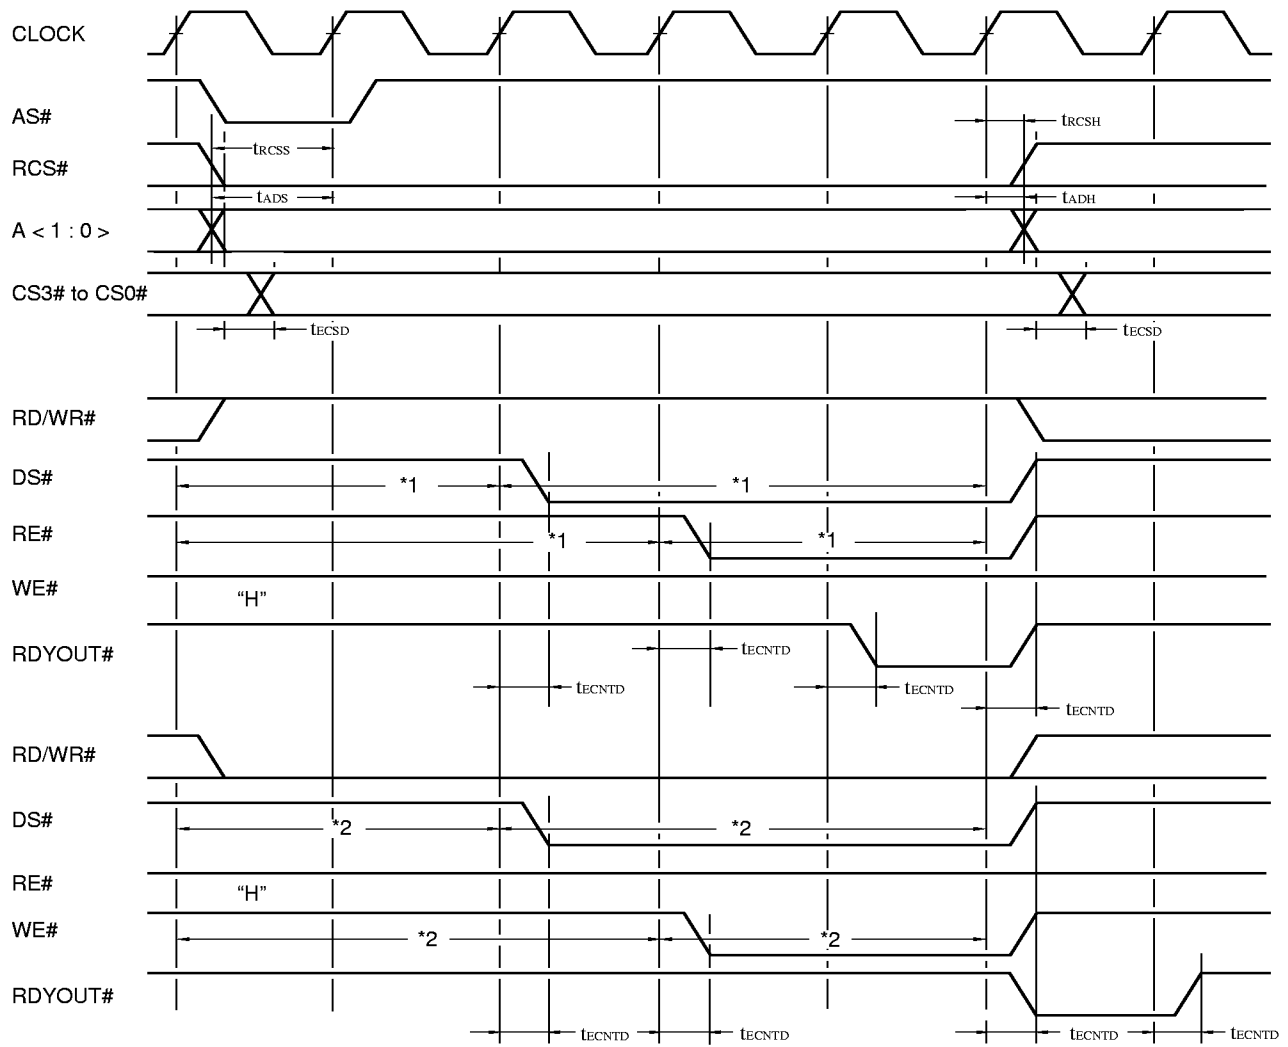 CLOCK
AS#
tRCSH
tRCSS
RCS#
tADS
tADH
A < 1 : 0 >
CS3# to CS0#
tECSD
tECSD
RD/WR#
DS#
*1
*1
RE#
*1
*1
WE#
“H”
RDYOUT#
tECNTD
tECNTD
tECNTD
tECNTD
RD/WR#
DS#
*2
*2
RE#
“H”
WE#
*2
*2
RDYOUT#
tECNTD
tECNTD
tECNTD
tECNTD